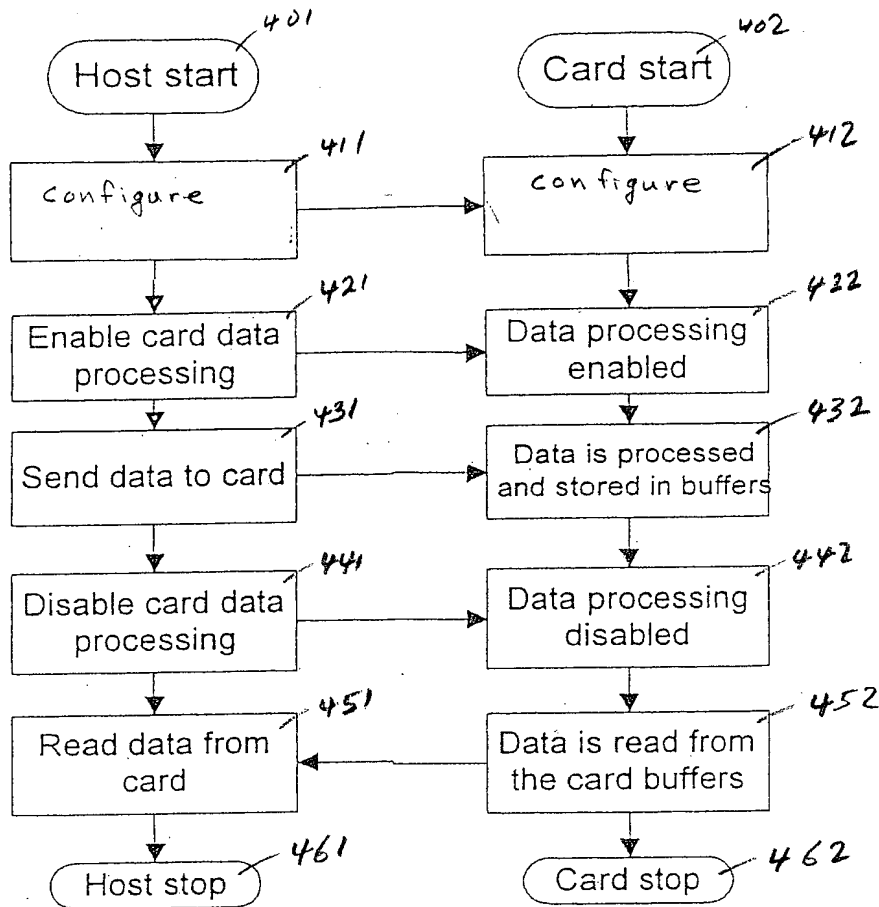 401
402
Host start
Card start
411
412
configure
configure
421
422
Enable card data
processing
Data processing
enabled
431
432
Send data to card
Data is processed
and stored in buffers
441
442
Disable card data
processing
Data processing
disabled
451
452
Read data from
card
Data is read from
the card buffers
461
462
Host stop
Card stop